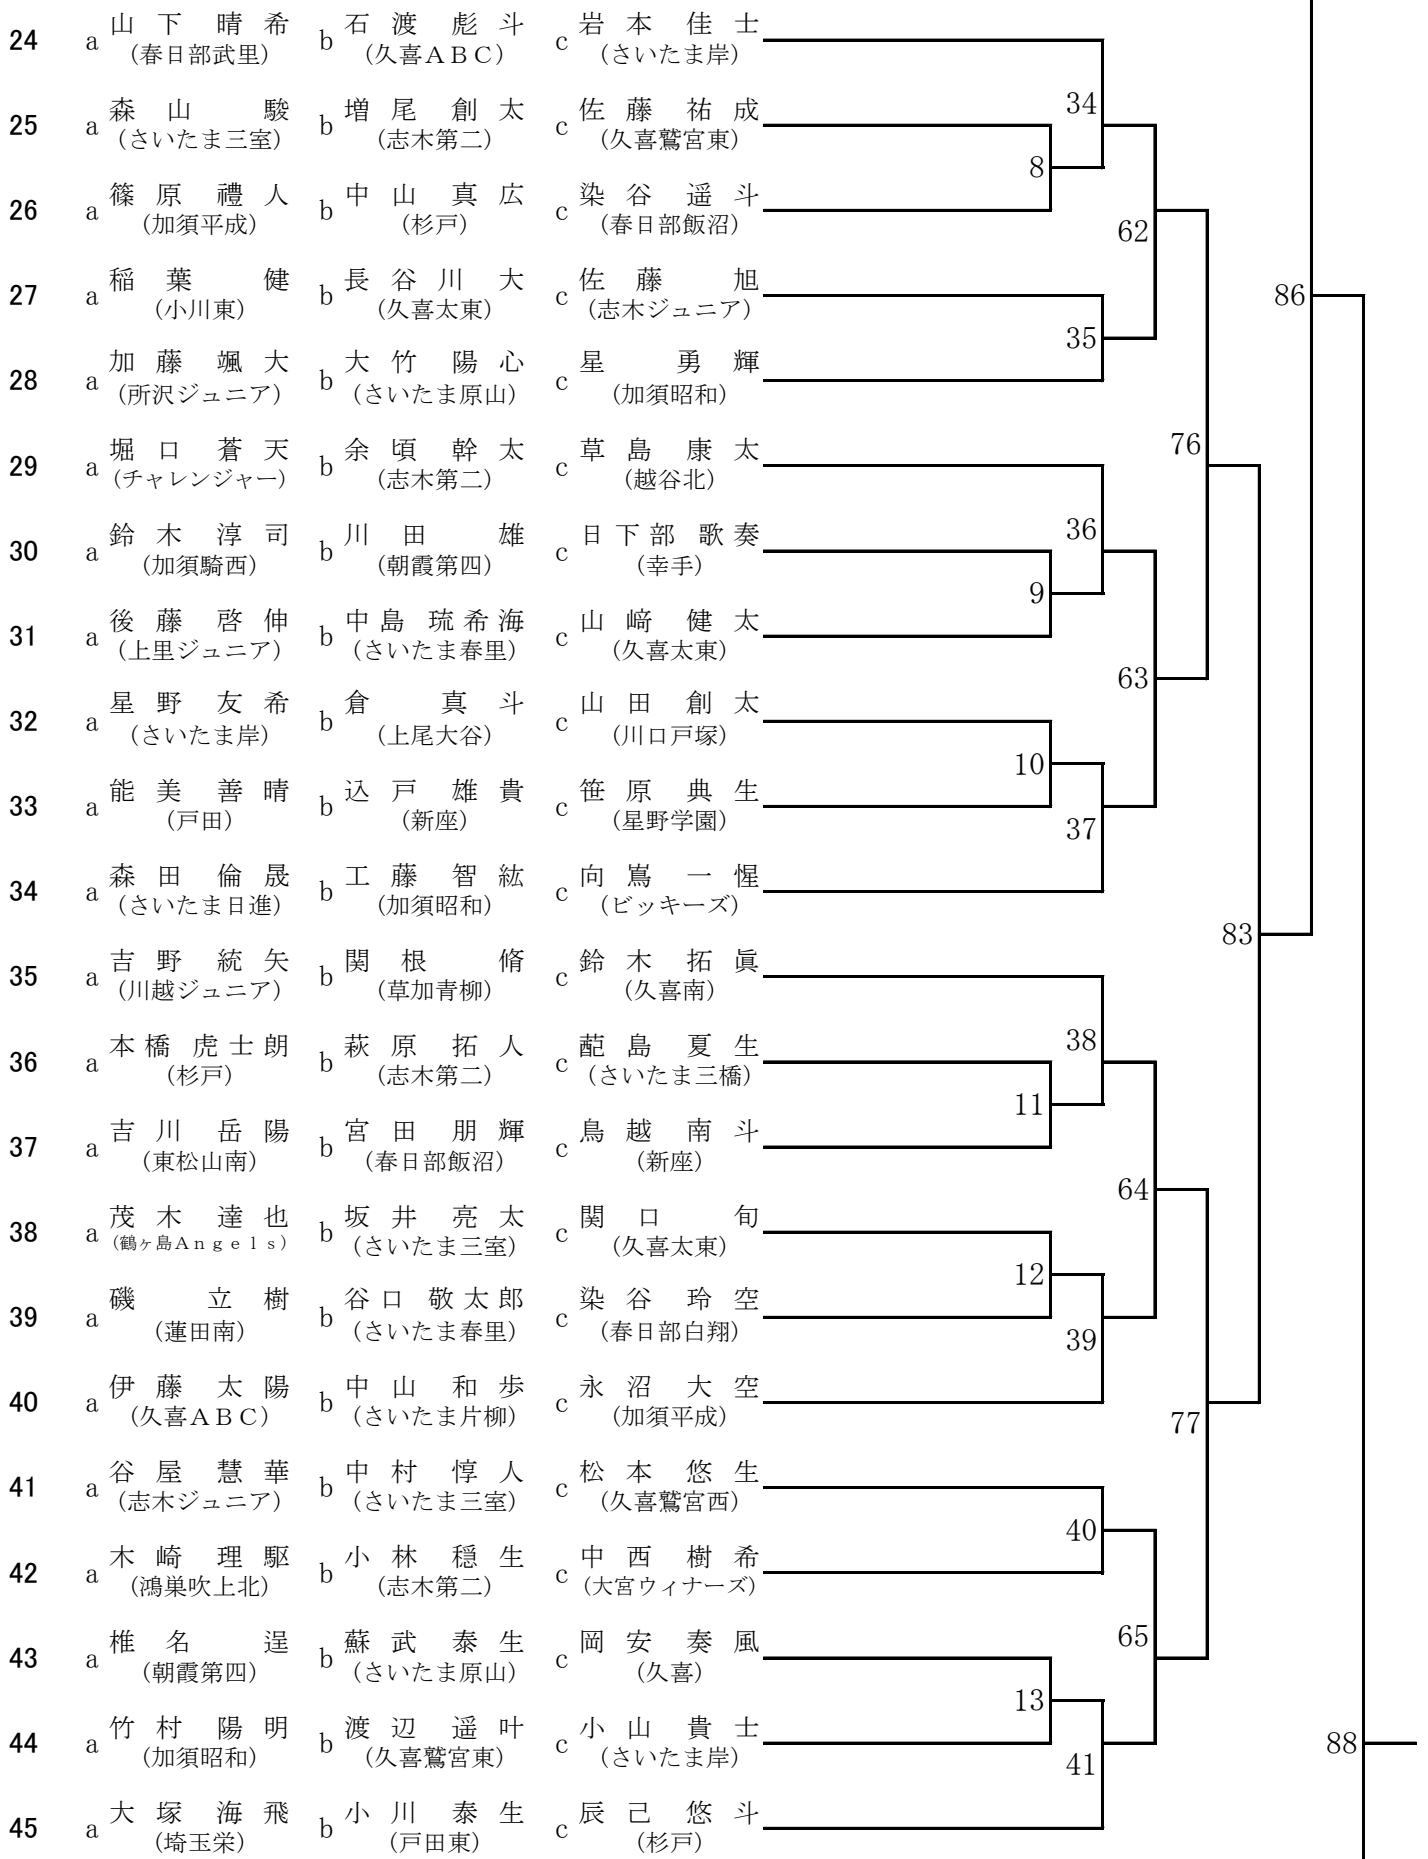 24 a 山下 晴希 b 石渡 彪斗 c 岩本 佳士
(春日部武里) (久喜ABC) (さいたま岸)
34
25 a 森山 駿 b 増尾 創太 c 佐藤 祐成
(さいたま三室) (志木第二) (久喜鷲宮東)
8
26 a 篠原 禮人 b 中山 真広 c 染谷 遥斗
(加須平成) (杉戸) (春日部飯沼)
62
27 a 稲葉 健 b 長谷川 大 c 佐藤 旭
(小川東) (久喜太東) (志木ジュニア)
86
35
28 a 加藤 颯大 b 大竹 陽心 c 星 勇輝
(所沢ジュニア) (さいたま原山) (加須昭和)
76
29 a 堀口 蒼天 b 余頃 幹太 c 草島 康太
(チャレンジャー) (志木第二) (越谷北)
36
30 a 鈴木 淳司 b 川田 雄 c 日下部 歌奏
(加須騎西) (朝霞第四) (幸手)
9
31 a 後藤 啓伸 b 中島 琉希海 c 山﨑 健太
(上里ジュニア) (さいたま春里) (久喜太東)
63
32 a 星野 友希 b 倉 真斗 c 山田 創太
(さいたま岸) (上尾大谷) (川口戸塚)
10
33 a 能美 善晴 b 込戸 雄貴 c 笹原 典生
(戸田) (新座) (星野学園)
37
34 a 森田 倫晟 b 工藤 智紘 c 向嶌 一惺
(さいたま日進) (加須昭和) (ビッキーズ)
83
35 a 吉野 統矢 b 関根 脩 c 鈴木 拓眞
(川越ジュニア) (草加青柳) (久喜南)
38
36 a 本橋 虎士朗 b 萩原 拓人 c 蓜島 夏生
(杉戸) (志木第二) (さいたま三橋)
11
37 a 吉川 岳陽 b 宮田 朋輝 c 鳥越 南斗
(東松山南) (春日部飯沼) (新座)
64
38 a 茂木 達也 b 坂井 亮太 c 関口 旬
(鶴ヶ島Angels) (さいたま三室) (久喜太東)
12
39 a 磯 立樹 b 谷口 敬太郎 c 染谷 玲空
(蓮田南) (さいたま春里) (春日部白翔)
39
40 a 伊藤 太陽 b 中山 和歩 c 永沼 大空
(久喜ABC) (さいたま片柳) (加須平成)
77
41 a 谷屋 慧華 b 中村 惇人 c 松本 悠生
(志木ジュニア) (さいたま三室) (久喜鷲宮西)
40
42 a 木崎 理駆 b 小林 穏生 c 中西 樹希
(鴻巣吹上北) (志木第二) (大宮ウィナーズ)
65
43 a 椎名 逞 b 蘇武 泰生 c 岡安 奏風
(朝霞第四) (さいたま原山) (久喜)
13
44 a 竹村 陽明 b 渡辺 遥叶 c 小山 貴士
(加須昭和) (久喜鷲宮東) (さいたま岸)
88
41
45 a 大塚 海飛 b 小川 泰生 c 辰己 悠斗
(埼玉栄) (戸田東) (杉戸)